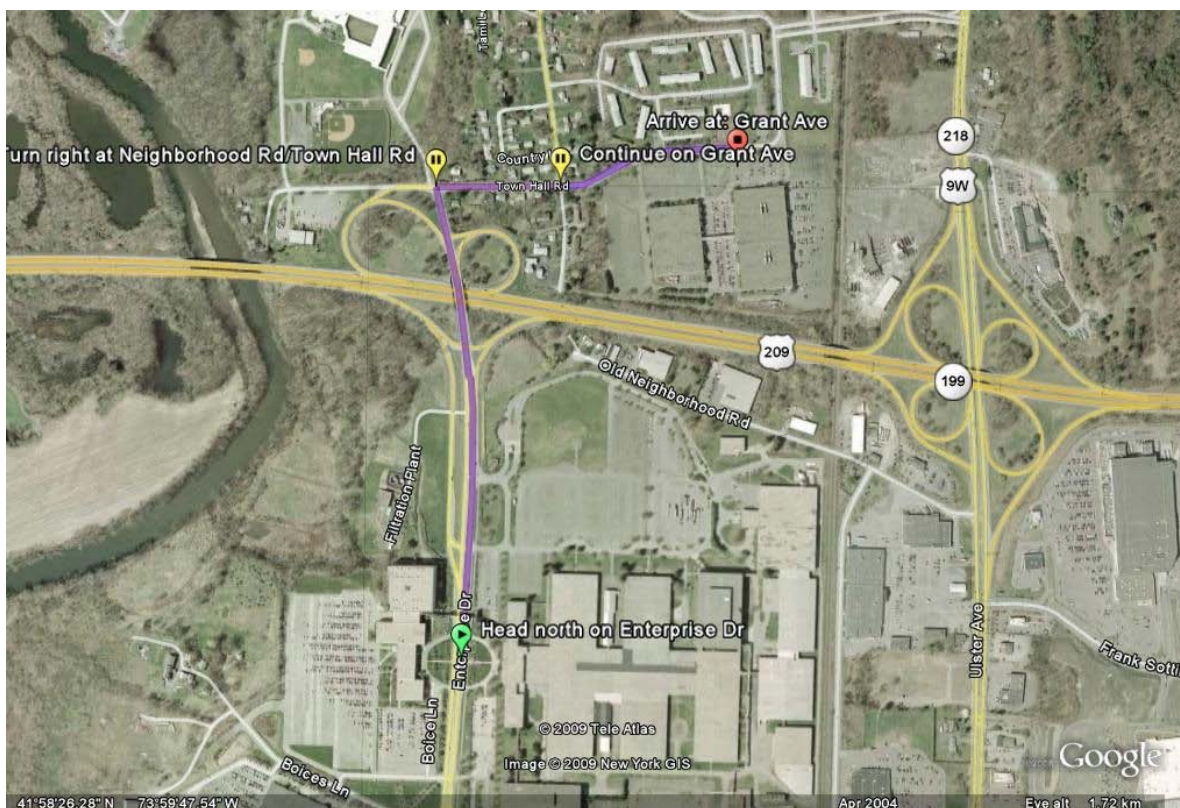 Tamil L
218
Arrive at: Grant Ave
Turn right at Neighborhood Rd/Town Hall Rd
Country
Continue on Grant Ave
Town Hall Rd
9W
209
199
Old Neighborhood Rd
Filtration Plant
Enterprise Dr
Head north on Enterprise Dr
Ulster Ave
Frank Sotti
Boice Ln
© 2009 Tele Atlas
Boices Ln
Image © 2009 New York GIS
Google
41°58'26.28" N 73°59'47.54" W
Apr 2004
Eye alt 1.72 km